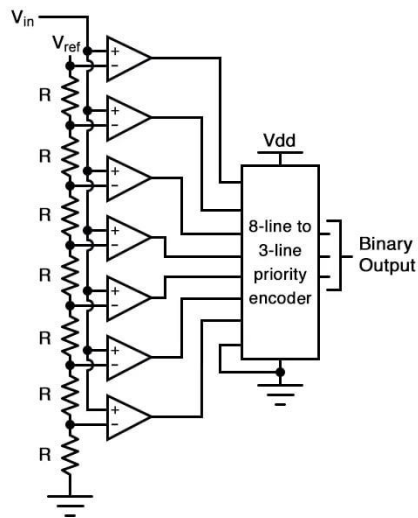 Vin
Vref
+
−
R
+
−
R
+
−
R
+
−
R
+
−
R
+
−
R
+
−
R
Vdd
8-line to
3-line
priority
encoder
Binary
Output